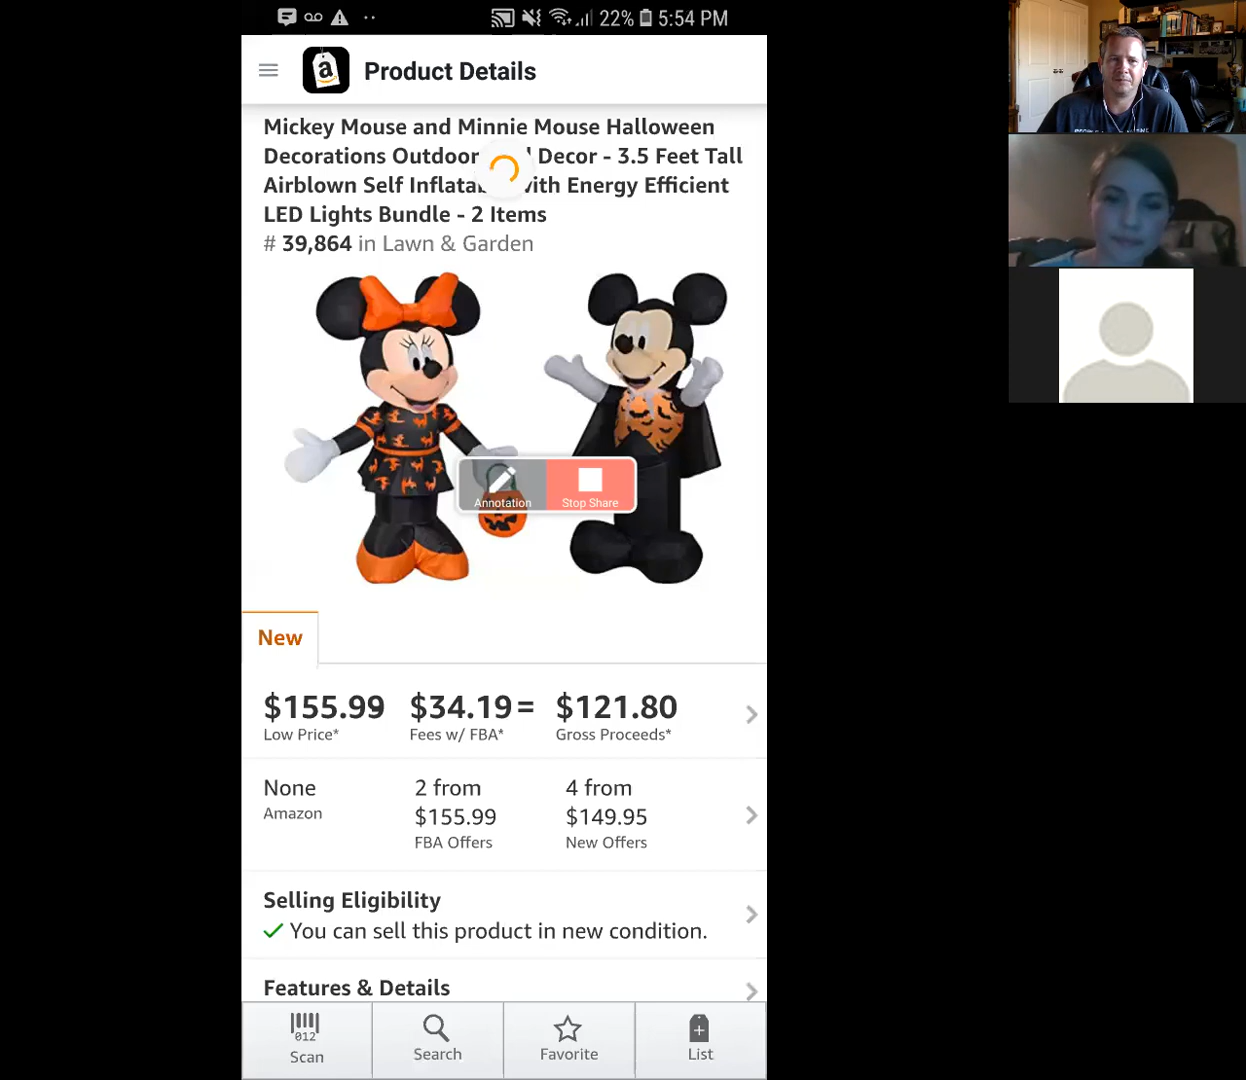 22% 5:54 PM
Product Details
Mickey Mouse and Minnie Mouse Halloween
Decorations Outdoor Decor - 3.5 Feet Tall
Airblown Self with Energy Efficient
LED Lights Bundle - 2 Items
# 39,864 in Lawn & Garden
Annotation Stop Share
New
$155.99 $34.19 = $121.80
Low Price* Fees w/ FBA* Gross Proceeds*
None 2 from 4 from
Amazon $155.99 $149.95
FBA Offers New Offers
Selling Eligibility
You can sell this product in new condition.
Features & Details
012
Scan Search Favorite List